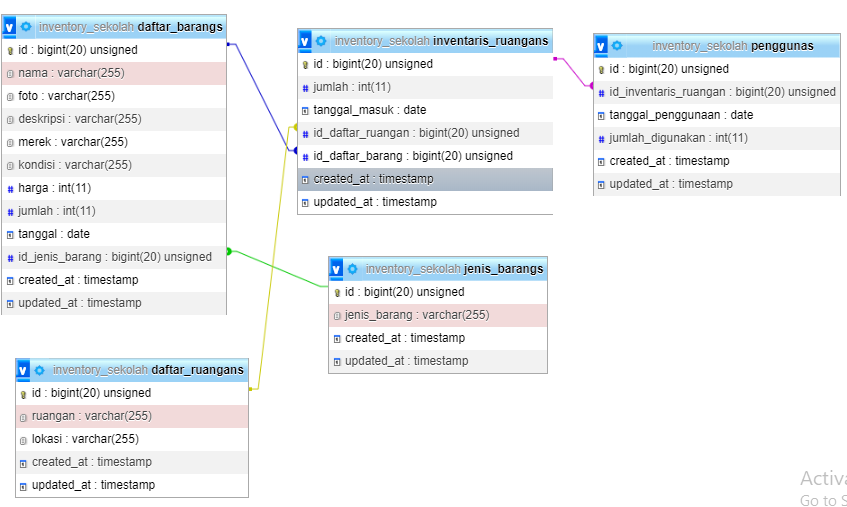 inventory_sekolah daftar_barangs
id : bigint(20) unsigned
nama : varchar(255)
foto : varchar(255)
deskripsi : varchar(255)
merek : varchar(255)
kondisi : varchar(255)
harga : int(11)
jumlah : int(11)
tanggal : date
id_jenis_barang : bigint(20) unsigned
created_at : timestamp
updated_at : timestamp
inventory_sekolah inventaris_ruangans
id : bigint(20) unsigned
jumlah : int(11)
tanggal_masuk : date
id_daftar_ruangan : bigint(20) unsigned
id_daftar_barang : bigint(20) unsigned
created_at : timestamp
updated_at : timestamp
inventory_sekolah penggunas
id : bigint(20) unsigned
id_inventaris_ruangan : bigint(20) unsigned
tanggal_penggunaan : date
jumlah_digunakan : int(11)
created_at : timestamp
updated_at : timestamp
inventory_sekolah jenis_barangs
id : bigint(20) unsigned
jenis_barang : varchar(255)
created_at : timestamp
updated_at : timestamp
inventory_sekolah daftar_ruangans
id : bigint(20) unsigned
ruangan : varchar(255)
lokasi : varchar(255)
created_at : timestamp
updated_at : timestamp
Activa
Go to S